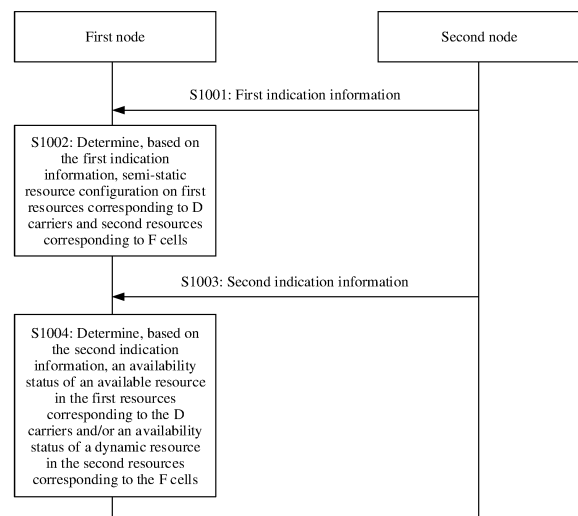 First node
Second node
S1001: First indication information
S1002: Determine, based on
the first indication
information, semi-static
resource configuration on first
resources corresponding to D
carriers and second resources
corresponding to F cells
S1003: Second indication information
S1004: Determine, based on
the second indication
information, an availability
status of an available resource
in the first resources
corresponding to the D
carriers and/or an availability
status of a dynamic resource
in the second resources
corresponding to the F cells